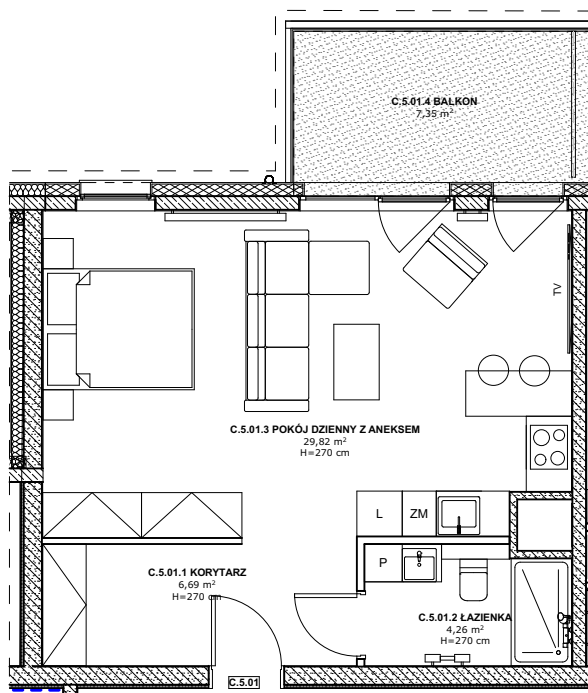 C.5.01.4 BALKON
7,35 m²
TV
C.5.01.3 POKÓJ DZIENNY Z ANEKSEM
29,82 m²
H=270 cm
L
ZM
C.5.01.1 KORYTARZ
6,69 m²
H=270 cm
P
C.5.01.2 ŁAZIENKA
4,26 m²
H=270 cm
C.5.01